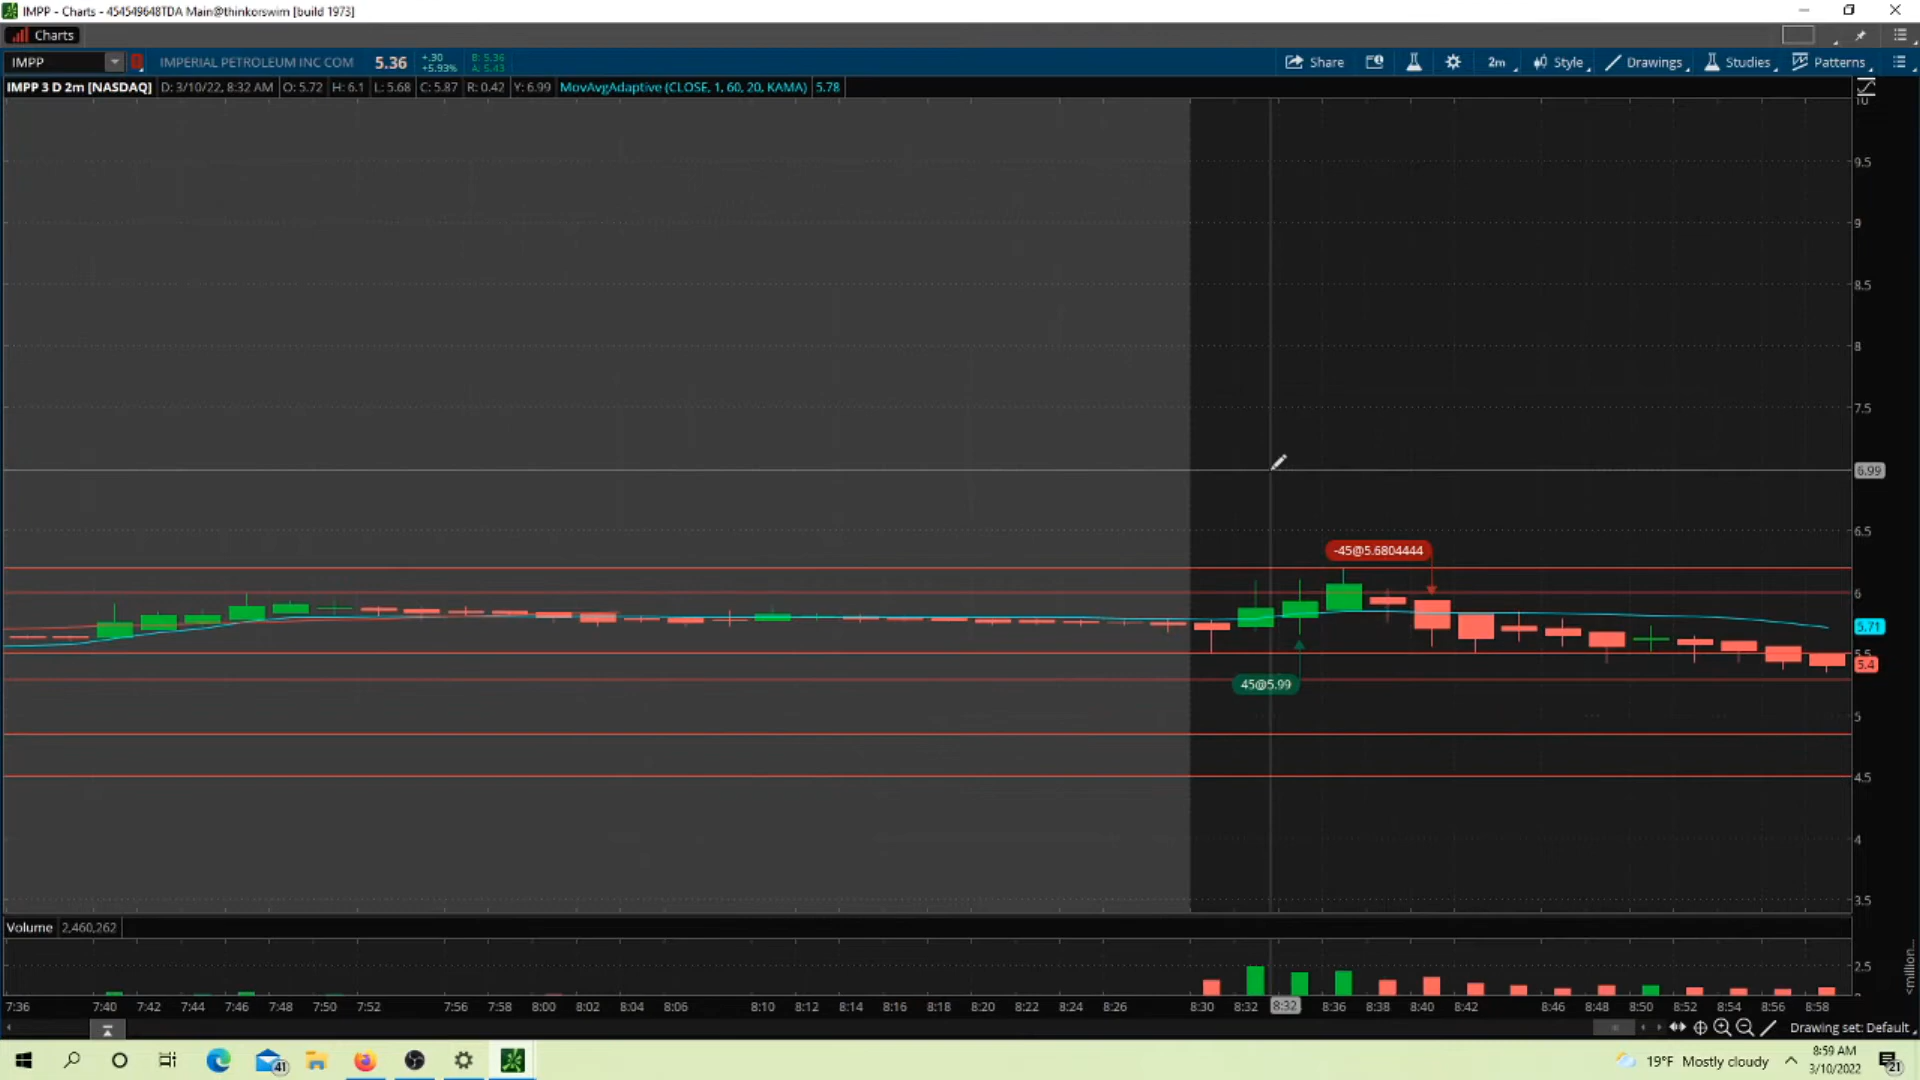 IMPP - Charts - 454549648TDA Main@thinkorswim [build 1973]
Charts
IMPP IMPERIAL PETROLEUM INC COM 5.36 +.30 +5.93% B: 5.36 A: 5.43 Share 2m Style Drawings Studies Patterns
IMPP 3 D 2m [NASDAQ] D: 3/10/22, 8:32 AM O: 5.72 H: 6.1 L: 5.68 C: 5.87 R: 0.42 Y: 6.99 MovAvgAdaptive (CLOSE, 1, 60, 20, KAMA) 5.78
10
9.5
9
8.5
8
7.5
6.99
6.5
-45@5.6804444
6
5.71
5.5
5.4
45@5.99
5
4.5
4
3.5
Volume 2,460,262
<million...
2.5
7:36 7:40 7:42 7:44 7:46 7:48 7:50 7:52 7:56 7:58 8:00 8:02 8:04 8:06 8:10 8:12 8:14 8:16 8:18 8:20 8:22 8:24 8:26 8:30 8:32 8:32 8:36 8:38 8:40 8:42 8:46 8:48 8:50 8:52 8:54 8:56 8:58
Drawing set: Default
41 19°F Mostly cloudy 8:59 AM
3/10/2022 21